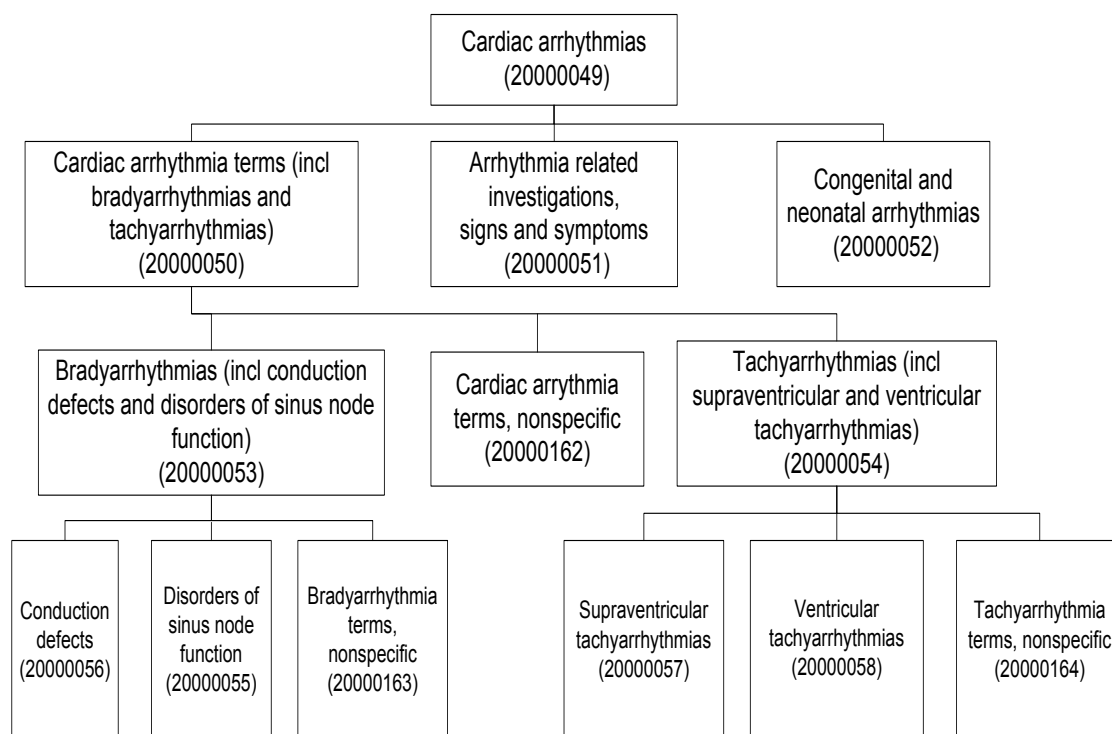 Cardiac arrhythmias
(20000049)
Cardiac arrhythmia terms (incl
bradyarrhythmias and
tachyarrhythmias)
(20000050)
Arrhythmia related
investigations,
signs and symptoms
(20000051)
Congenital and
neonatal arrhythmias
(20000052)
Bradyarrhythmias (incl conduction
defects and disorders of sinus node
function)
(20000053)
Cardiac arrythmia
terms, nonspecific
(20000162)
Tachyarrhythmias (incl
supraventricular and ventricular
tachyarrhythmias)
(20000054)
Conduction
defects
(20000056)
Disorders of
sinus node
function
(20000055)
Bradyarrhythmia
terms,
nonspecific
(20000163)
Supraventricular
tachyarrhythmias
(20000057)
Ventricular
tachyarrhythmias
(20000058)
Tachyarrhythmia
terms, nonspecific
(20000164)